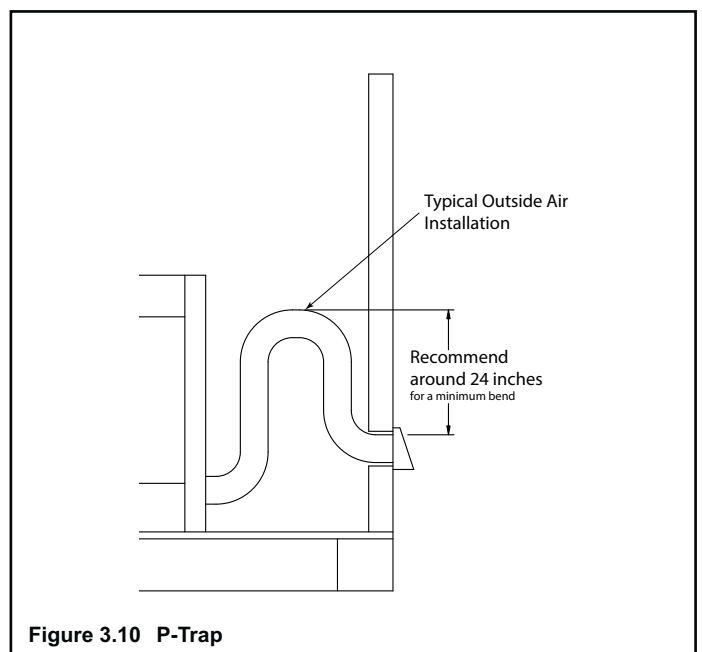 Typical Outside Air
Installation
Recommend
around 24 inches
for a minimum bend
Figure 3.10 P-Trap